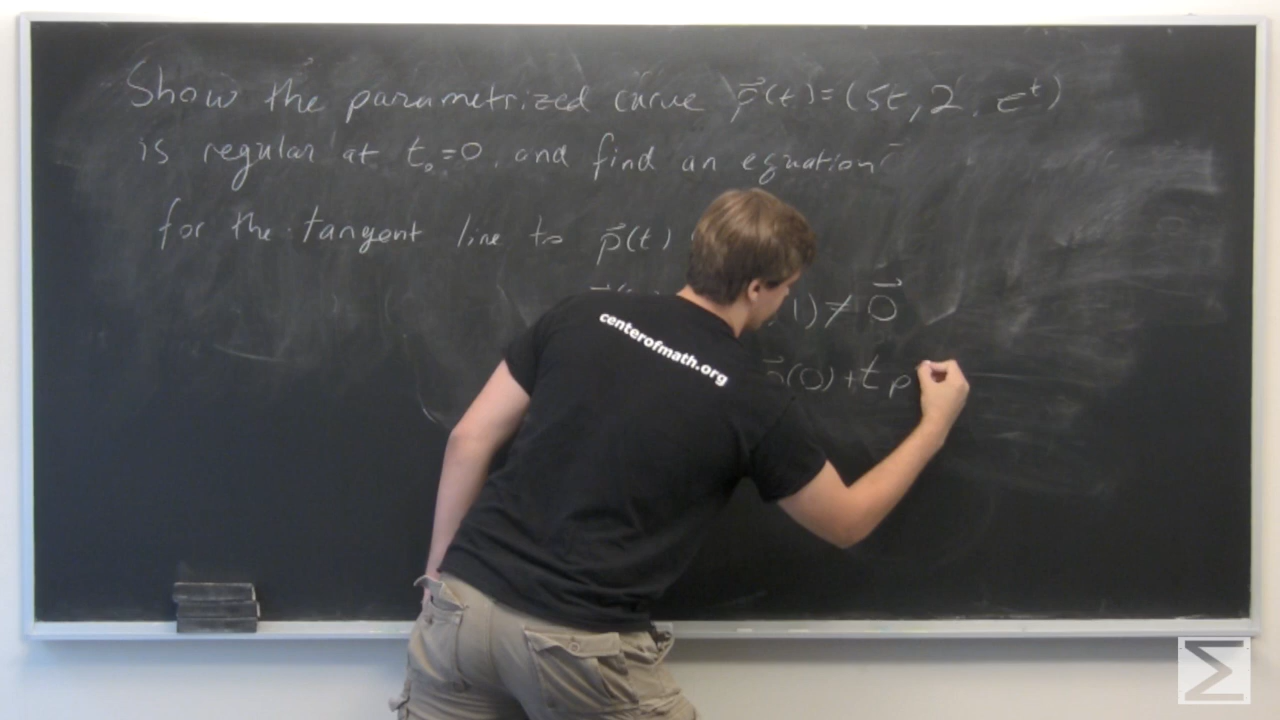 Show the parametrized curve p⃗(t)=(5t, 2, e^t)
is regular at t₀=0, and find an equation
for the tangent line to p⃗(t)
1) ≠ 0⃗
p⃗(0)+t p
centerofmath.org
Σ